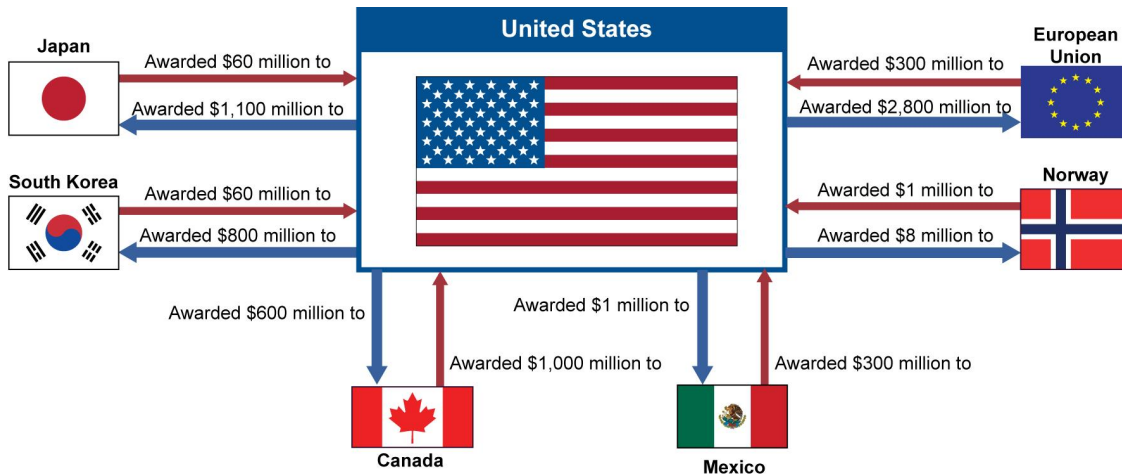 United States
Japan
Awarded $60 million to
Awarded $1,100 million to
South Korea
Awarded $60 million to
Awarded $800 million to
European
Union
Awarded $300 million to
Awarded $2,800 million to
Norway
Awarded $1 million to
Awarded $8 million to
Awarded $600 million to
Awarded $1,000 million to
Canada
Awarded $1 million to
Awarded $300 million to
Mexico